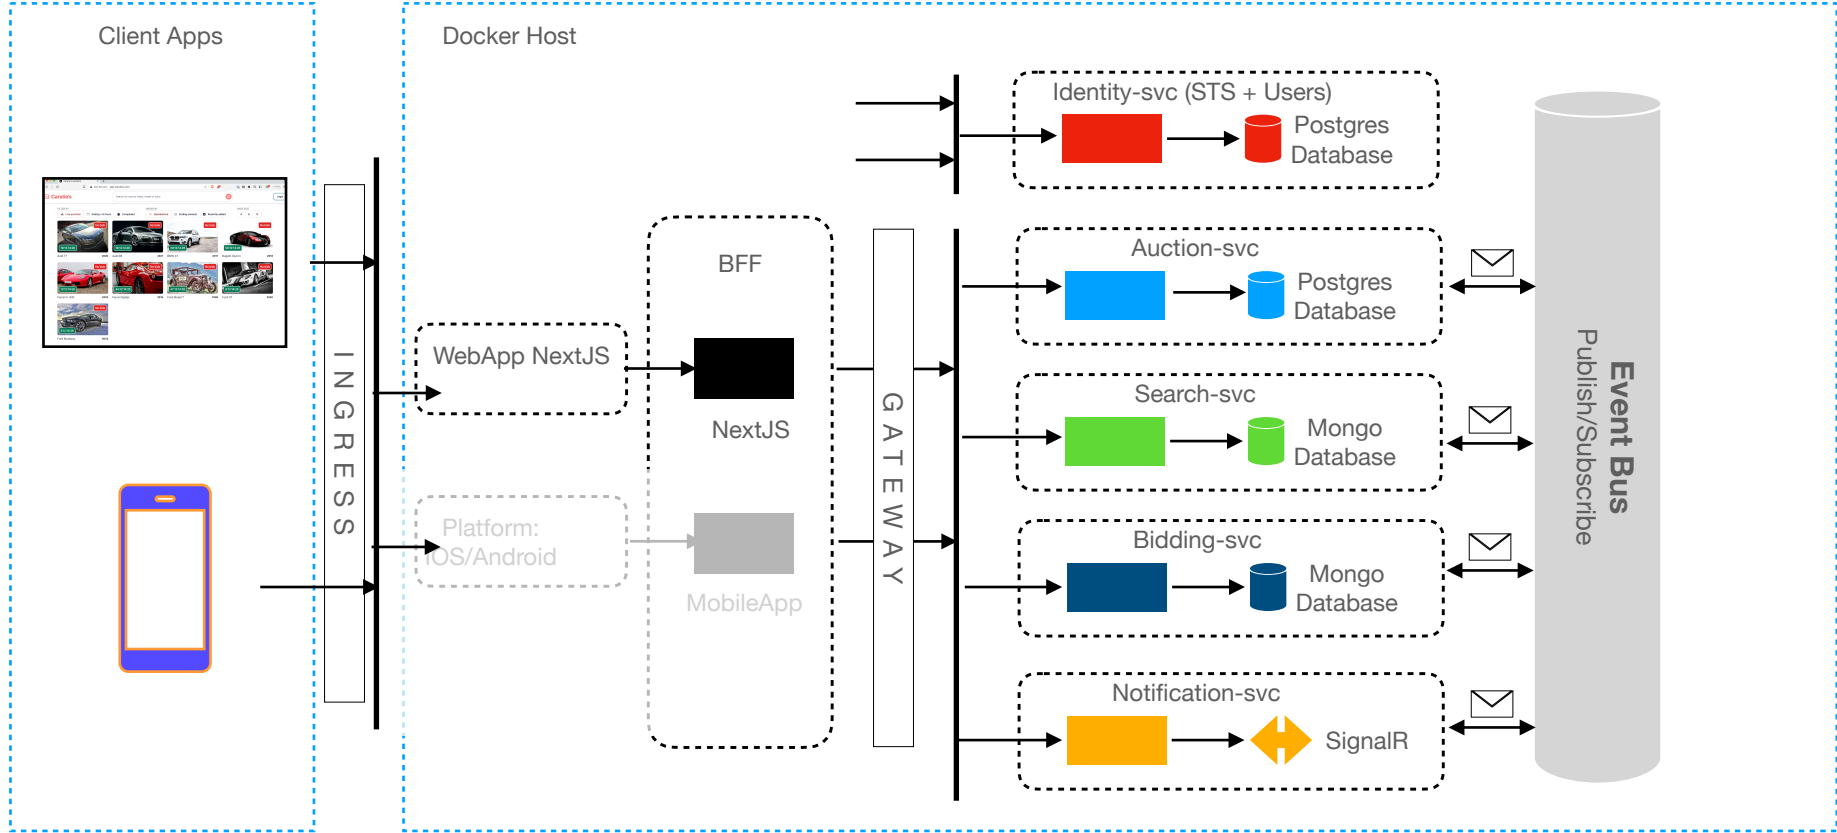 Client Apps
Docker Host
Identity-svc (STS + Users)
Postgres
Database
Auction-svc
Postgres
Database
BFF
WebApp NextJS
NextJS
Search-svc
Mongo
Database
Platform:
iOS/Android
MobileApp
Bidding-svc
Mongo
Database
Notification-svc
SignalR
INGRESS
GATEWAY
Event Bus
Publish/Subscribe
Carsties